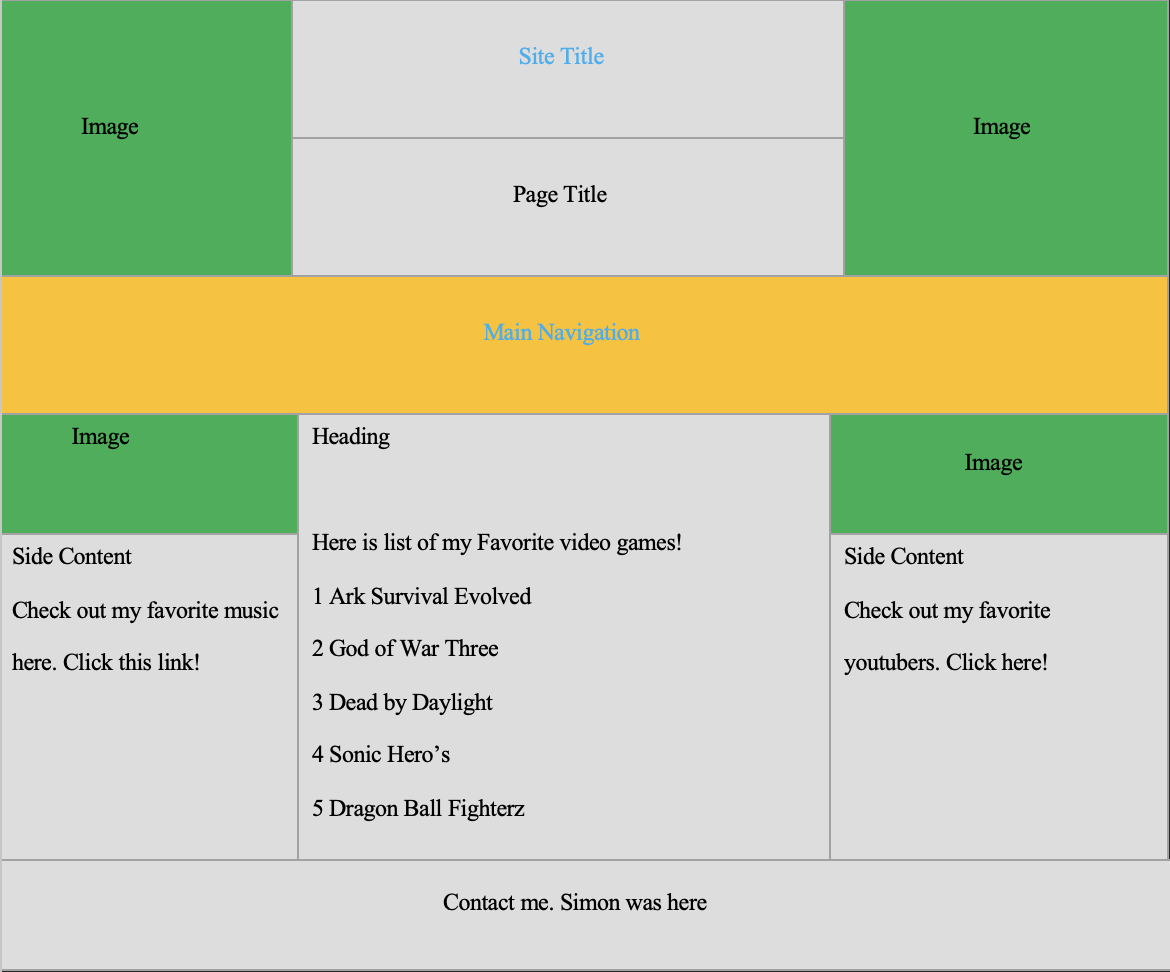 Image
Site Title
Image
Page Title
Main Navigation
Image
Side Content
Check out my favorite music
here. Click this link!
Heading
Here is list of my Favorite video games!
1 Ark Survival Evolved
2 God of War Three
3 Dead by Daylight
4 Sonic Hero’s
5 Dragon Ball Fighterz
Image
Side Content
Check out my favorite
youtubers. Click here!
Contact me. Simon was here